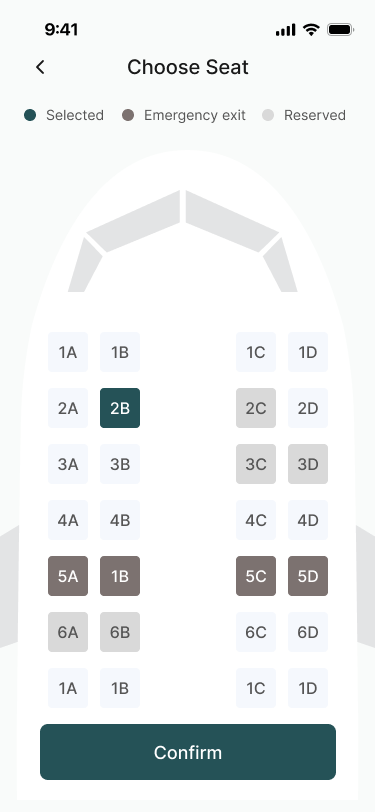 9:41
Choose Seat
Selected Emergency exit Reserved
1A 1B 1C 1D
2A 2B 2C 2D
3A 3B 3C 3D
4A 4B 4C 4D
5A 1B 5C 5D
6A 6B 6C 6D
1A 1B 1C 1D
Confirm